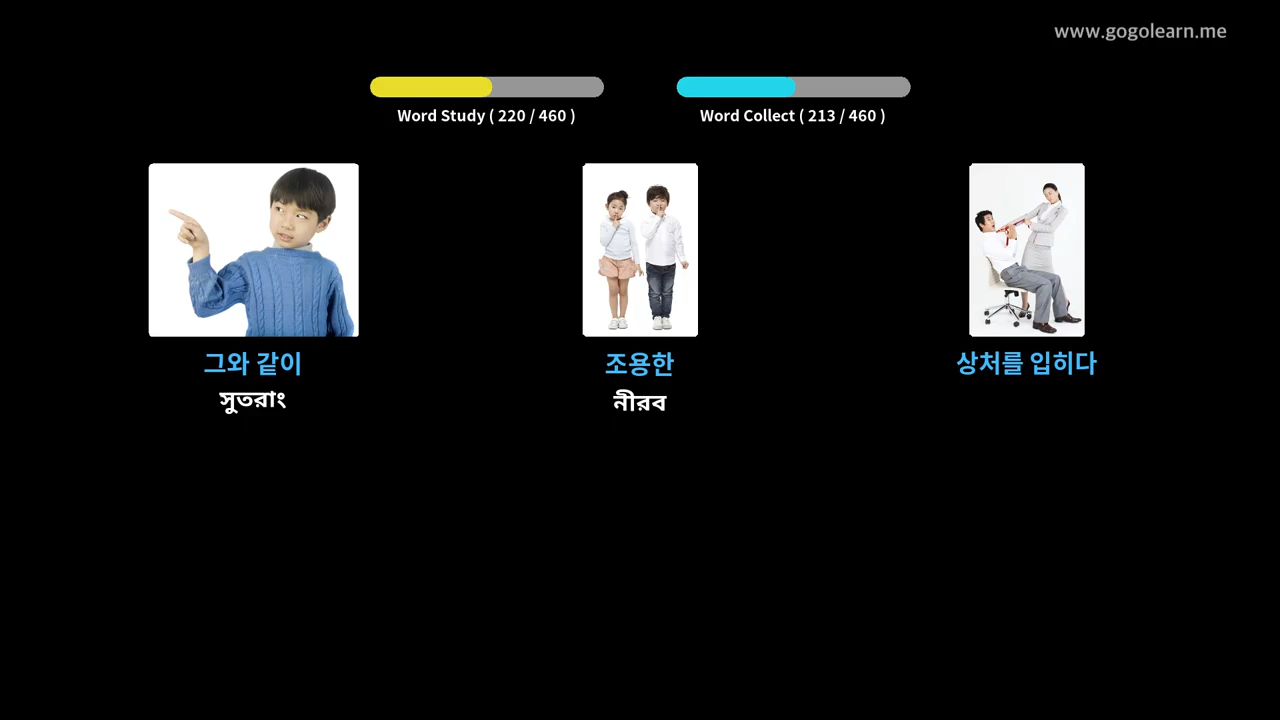 www.gogolearn.me
Word Study ( 220 / 460 )
Word Collect ( 213 / 460 )
그와 같이
조용한
상처를 입히다
সুতরাং
নীরব